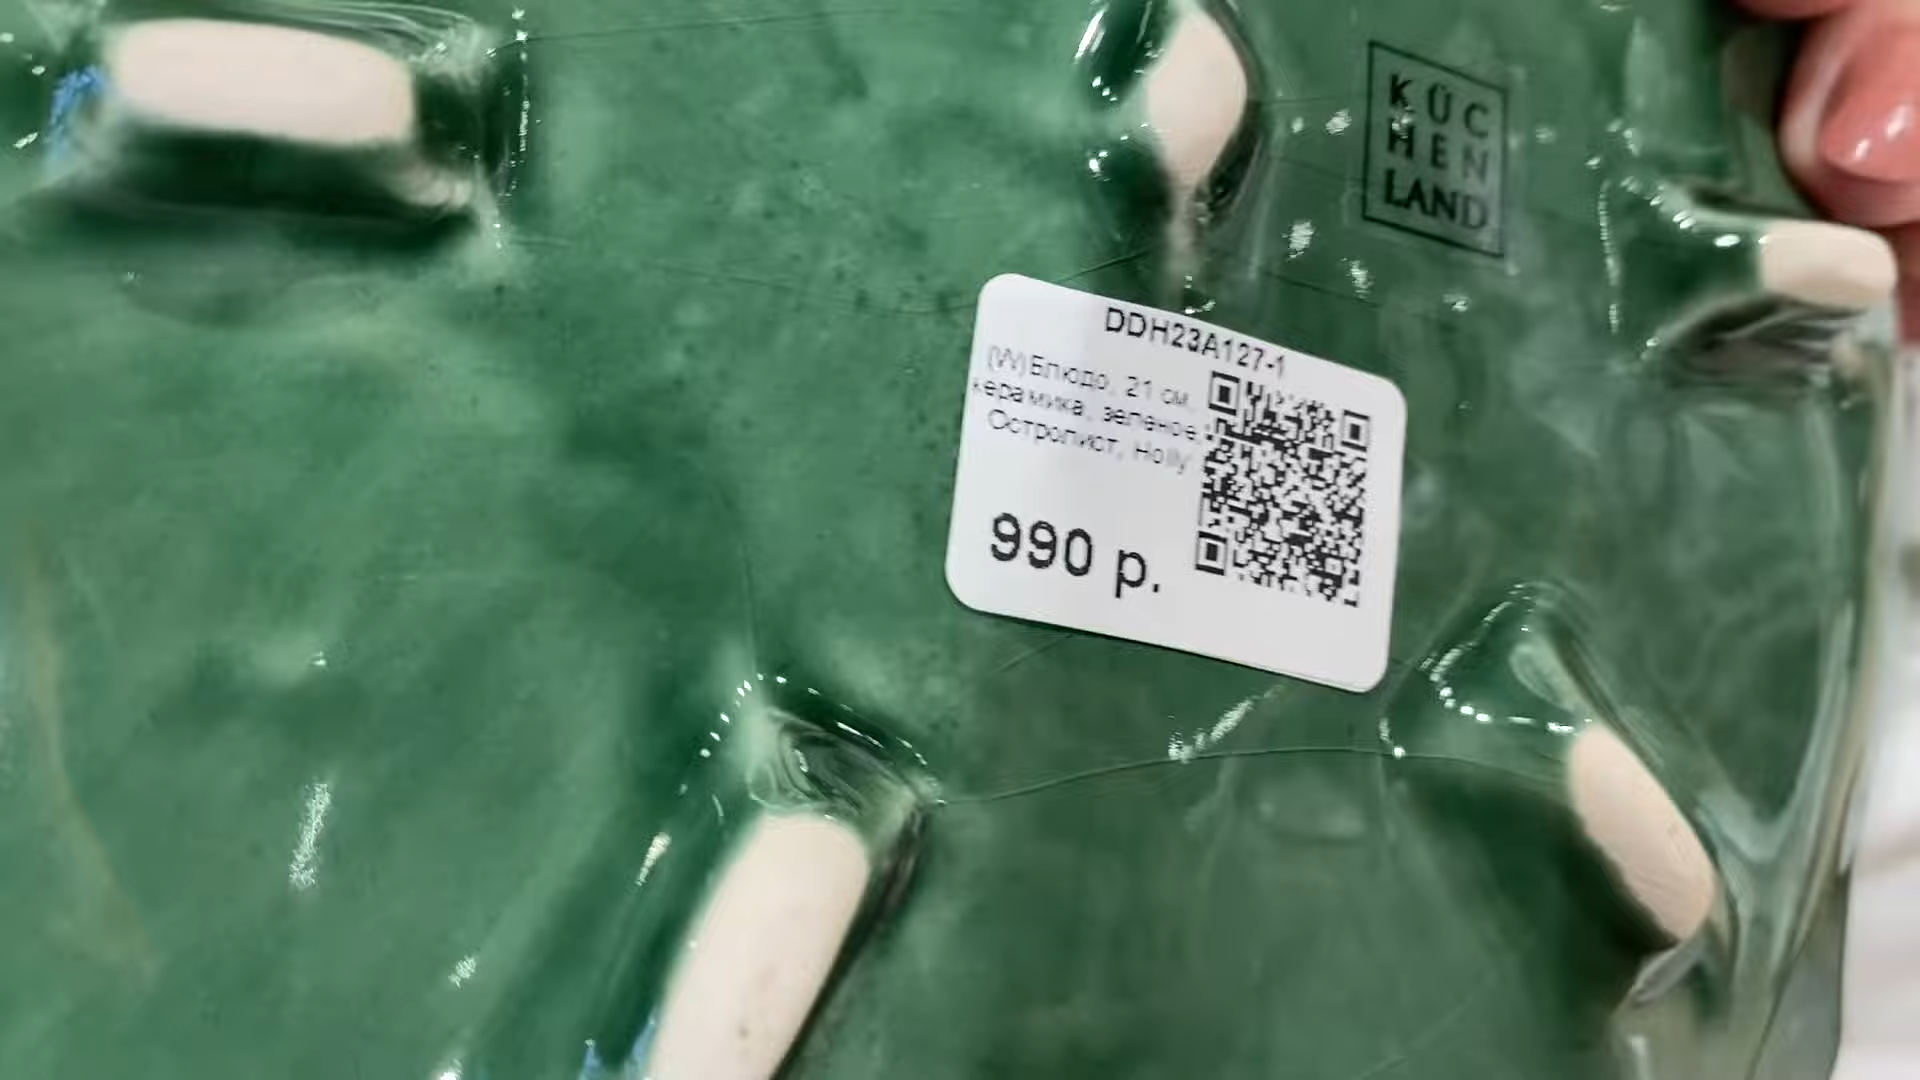 KÜC
HEN
LAND
DDH23A127-1
(W)Блюдо, 21 см,
керамика, зеленое,
Остролист, Holly
990 р.